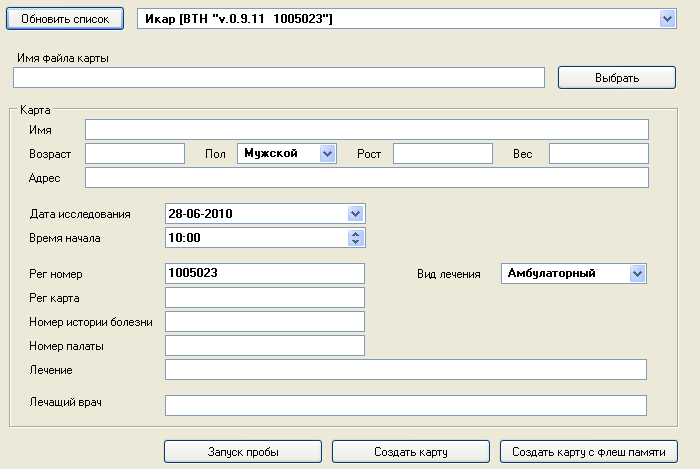 Обновить список Икар [BTH "v.0.9.11 1005023"]
Имя файла карты
Выбрать
Карта
Имя
Возраст Пол Мужской Рост Вес
Адрес
Дата исследования 28-06-2010
Время начала 10:00
Рег номер 1005023 Вид лечения Амбулаторный
Рег карта
Номер истории болезни
Номер палаты
Лечение
Лечащий врач
Запуск пробы Создать карту Создать карту с флеш памяти